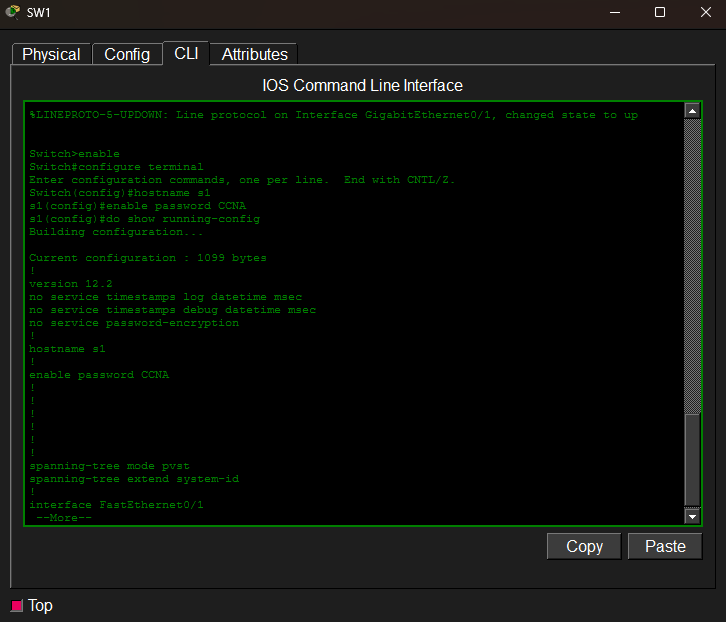 SW1
Physical Config CLI Attributes
IOS Command Line Interface
%LINEPROTO-5-UPDOWN: Line protocol on Interface GigabitEthernet0/1, changed state to up
Switch>enable
Switch#configure terminal
Enter configuration commands, one per line.  End with CNTL/Z.
Switch(config)#hostname s1
s1(config)#enable password CCNA
s1(config)#do show running-config
Building configuration...
Current configuration : 1099 bytes
!
version 12.2
no service timestamps log datetime msec
no service timestamps debug datetime msec
no service password-encryption
!
hostname s1
!
enable password CCNA
!
!
!
!
!
!
spanning-tree mode pvst
spanning-tree extend system-id
!
interface FastEthernet0/1
--More--
Copy Paste
Top